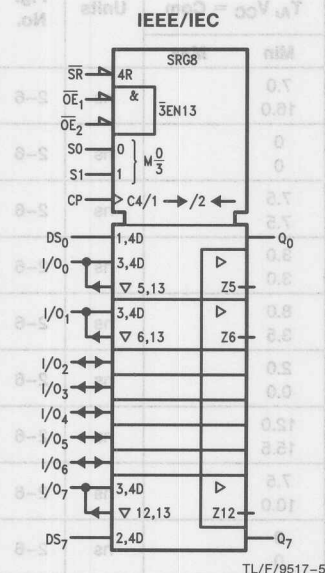 IEEE/IEC
SRG8
SR 4R
OE1 &
3EN13
OE2
S0 0
M 0/3
S1 1
CP C4/1 → /2 ←
DS0 1,4D Q0
I/O0 3,4D ▷
▽ 5,13 Z5
I/O1 3,4D ▷
▽ 6,13 Z6
I/O2
I/O3
I/O4
I/O5
I/O6
I/O7 3,4D ▷
▽ 12,13 Z12
DS7 2,4D Q7
TL/F/9517-5